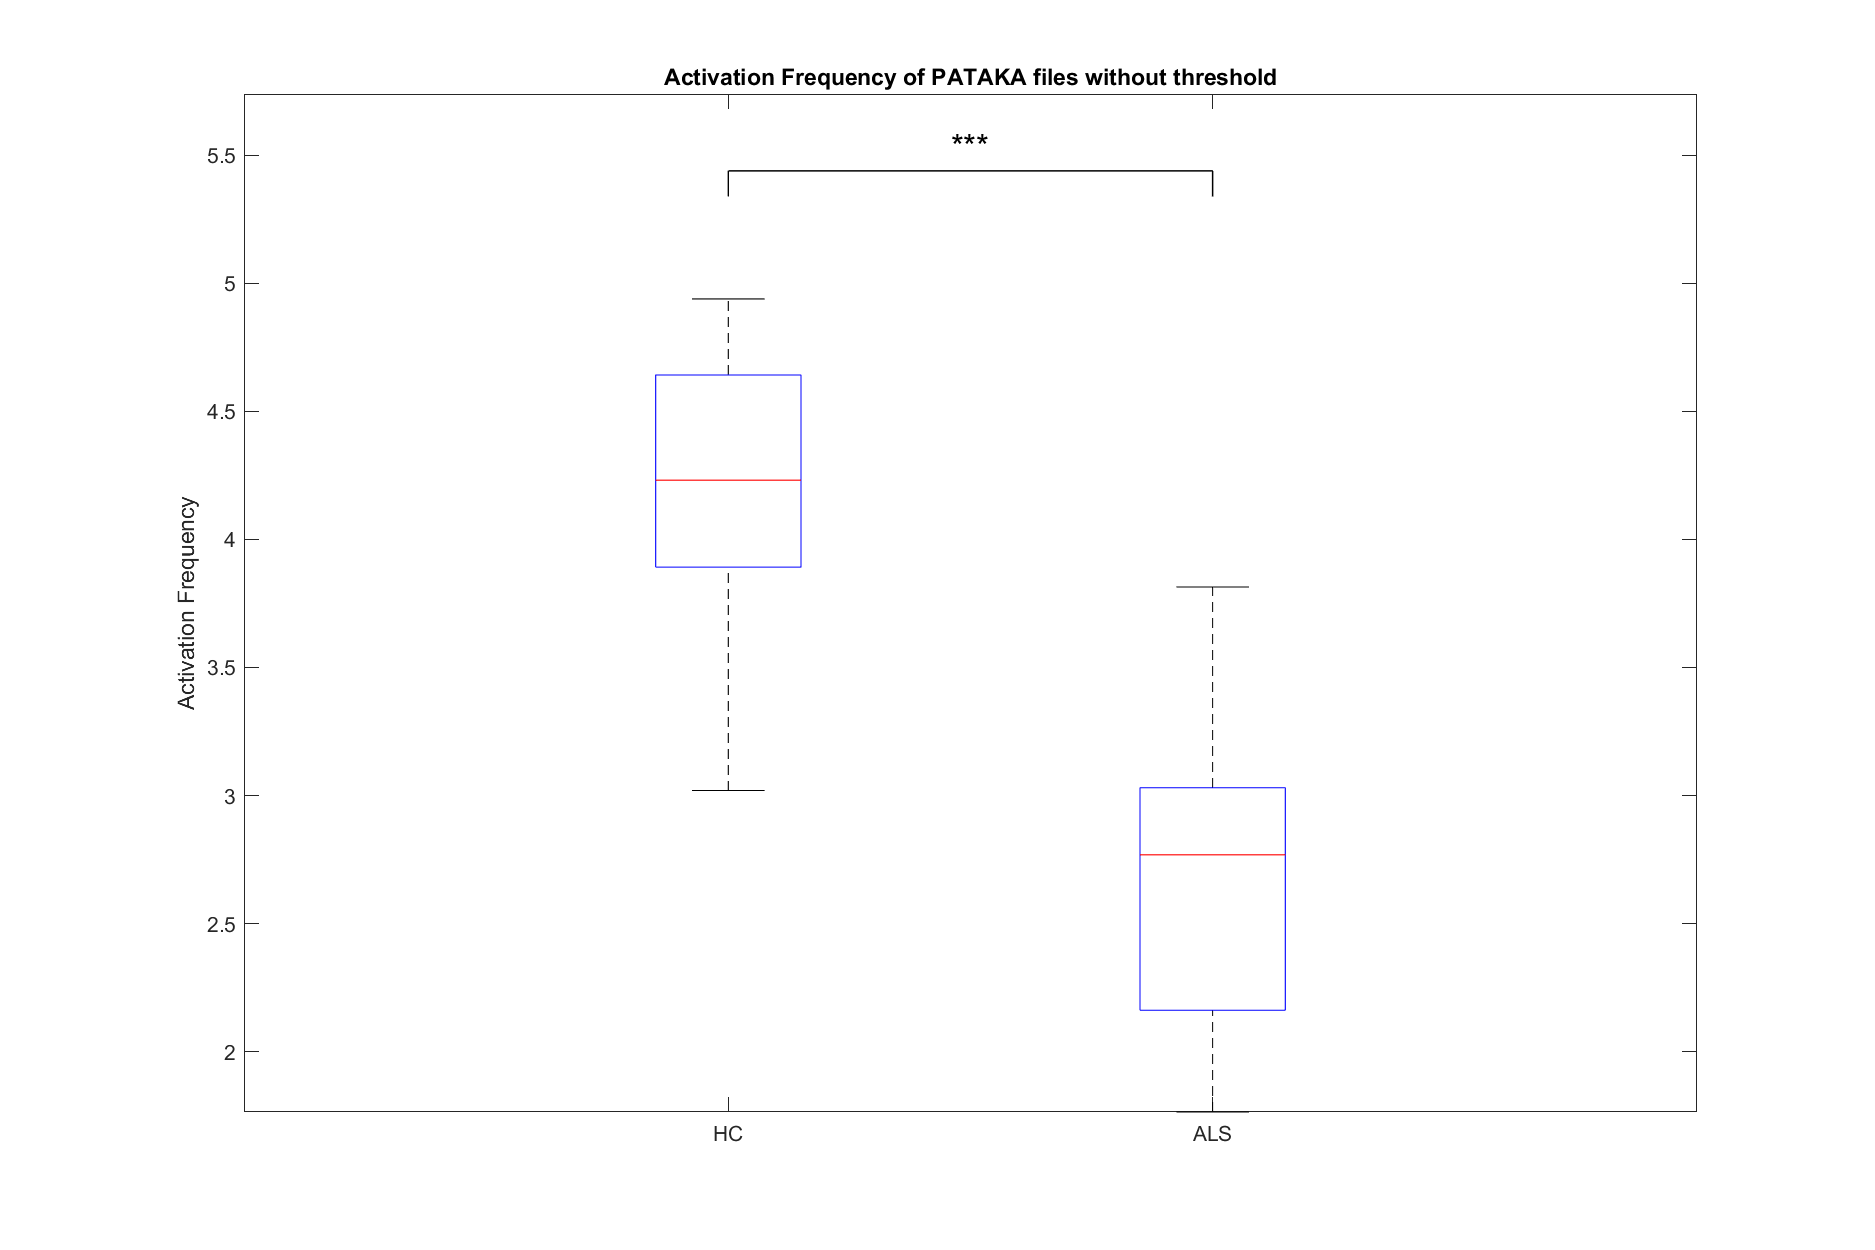 Activation Frequency of PATAKA files without threshold
***
5.5
5
4.5
4
3.5
3
2.5
2
Activation Frequency
HC
ALS